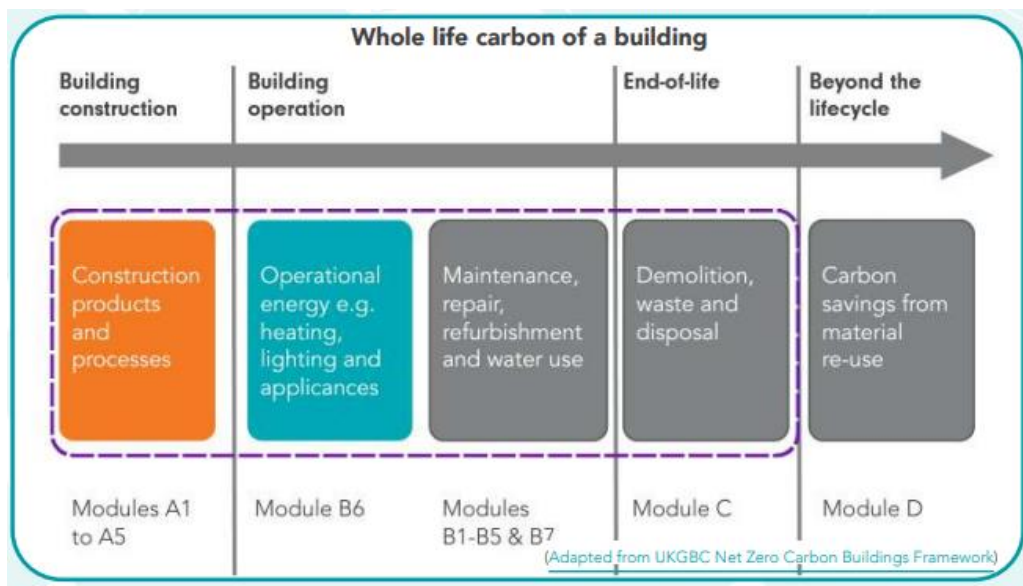 Whole life carbon of a building
Building
construction
Building
operation
End-of-life
Beyond the
lifecycle
Construction
products
and
processes
Operational
energy e.g.
heating,
lighting and
applicances
Maintenance,
repair,
refurbishment
and water use
Demolition,
waste and
disposal
Carbon
savings from
material
re-use
Modules A1
to A5
Module B6
Modules
B1-B5 & B7
Module C
Module D
(Adapted from UKGBC Net Zero Carbon Buildings Framework)